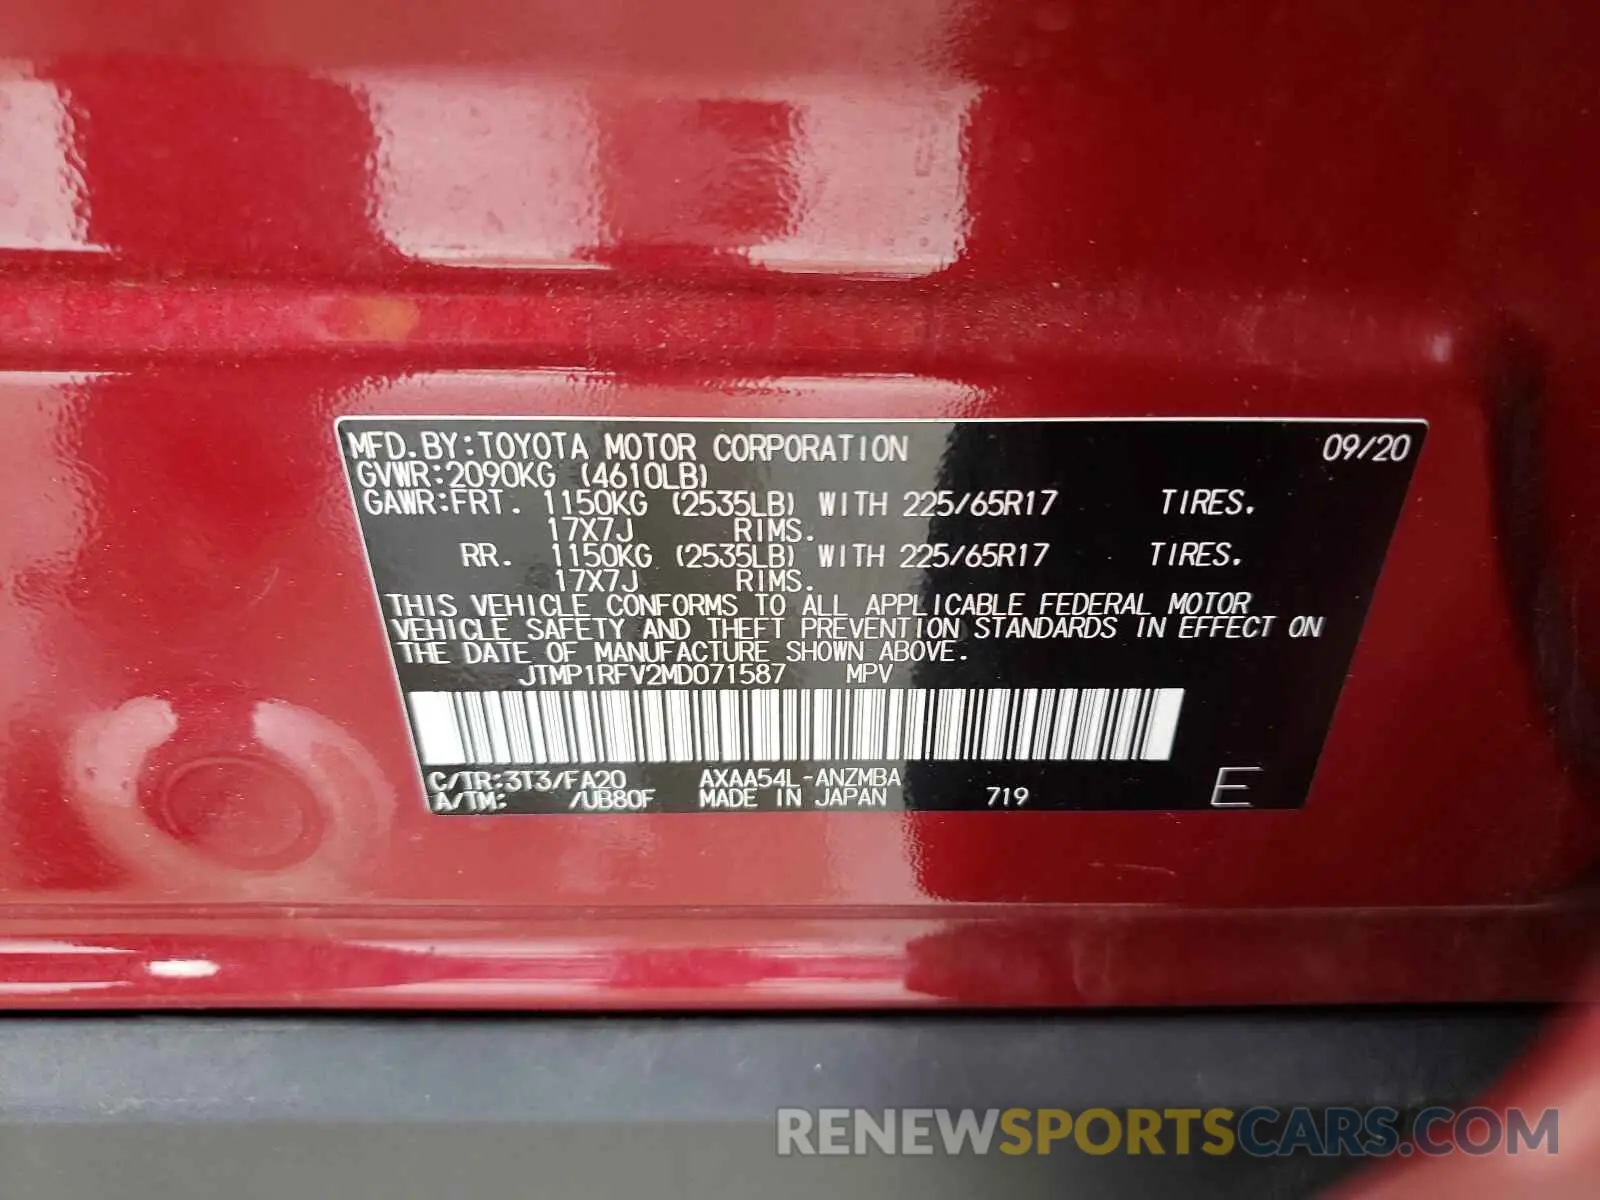 MFD.BY:TOYOTA MOTOR CORPORATION 09/20
GVWR:2090KG (4610LB)
GAWR:FRT. 1150KG (2535LB) WITH 225/65R17 TIRES.
17X7J RIMS.
RR. 1150KG (2535LB) WITH 225/65R17 TIRES.
17X7J RIMS.
THIS VEHICLE CONFORMS TO ALL APPLICABLE FEDERAL MOTOR
VEHICLE SAFETY AND THEFT PREVENTION STANDARDS IN EFFECT ON
THE DATE OF MANUFACTURE SHOWN ABOVE.
JTMP1RFV2MD071587 MPV
C/TR:3T3/FA20 AXAA54L-ANZMBA
A/TM: /UB80F MADE IN JAPAN 719 E
RENEWSPORTSCARS.COM